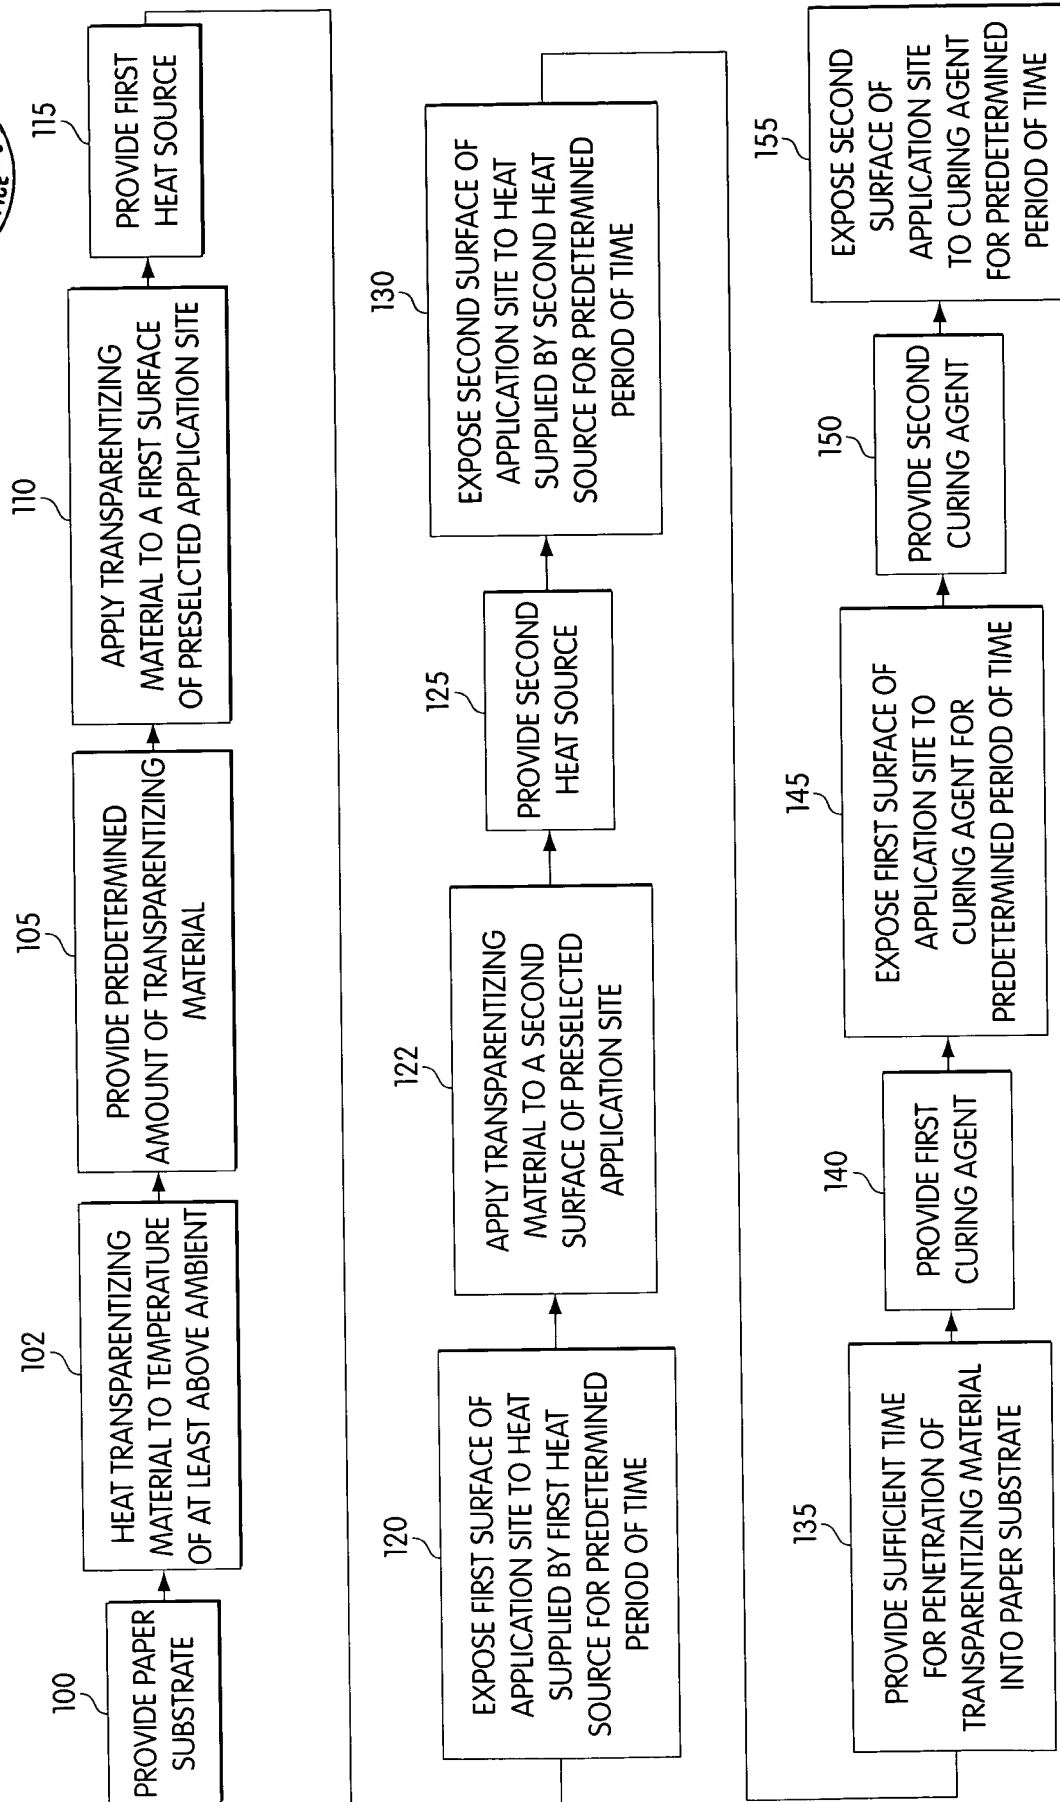 100
PROVIDE PAPER
SUBSTRATE
102
HEAT TRANSPARENTIZING
MATERIAL TO TEMPERATURE
OF AT LEAST ABOVE AMBIENT
105
PROVIDE PREDETERMINED
AMOUNT OF TRANSPARENTIZING
MATERIAL
110
APPLY TRANSPARENTIZING
MATERIAL TO A FIRST SURFACE
OF PRESELCTED APPLICATION SITE
115
PROVIDE FIRST
HEAT SOURCE
120
EXPOSE FIRST SURFACE OF
APPLICATION SITE TO HEAT
SUPPLIED BY FIRST HEAT
SOURCE FOR PREDETERMINED
PERIOD OF TIME
122
APPLY TRANSPARENTIZING
MATERIAL TO A SECOND
SURFACE OF PRESELECTED
APPLICATION SITE
125
PROVIDE SECOND
HEAT SOURCE
130
EXPOSE SECOND SURFACE OF
APPLICATION SITE TO HEAT
SUPPLIED BY SECOND HEAT
SOURCE FOR PREDETERMINED
PERIOD OF TIME
135
PROVIDE SUFFICIENT TIME
FOR PENETRATION OF
TRANSPARENTIZING MATERIAL
INTO PAPER SUBSTRATE
140
PROVIDE FIRST
CURING AGENT
145
EXPOSE FIRST SURFACE OF
APPLICATION SITE TO
CURING AGENT FOR
PREDETERMINED PERIOD OF TIME
150
PROVIDE SECOND
CURING AGENT
155
EXPOSE SECOND
SURFACE OF
APPLICATION SITE
TO CURING AGENT
FOR PREDETERMINED
PERIOD OF TIME